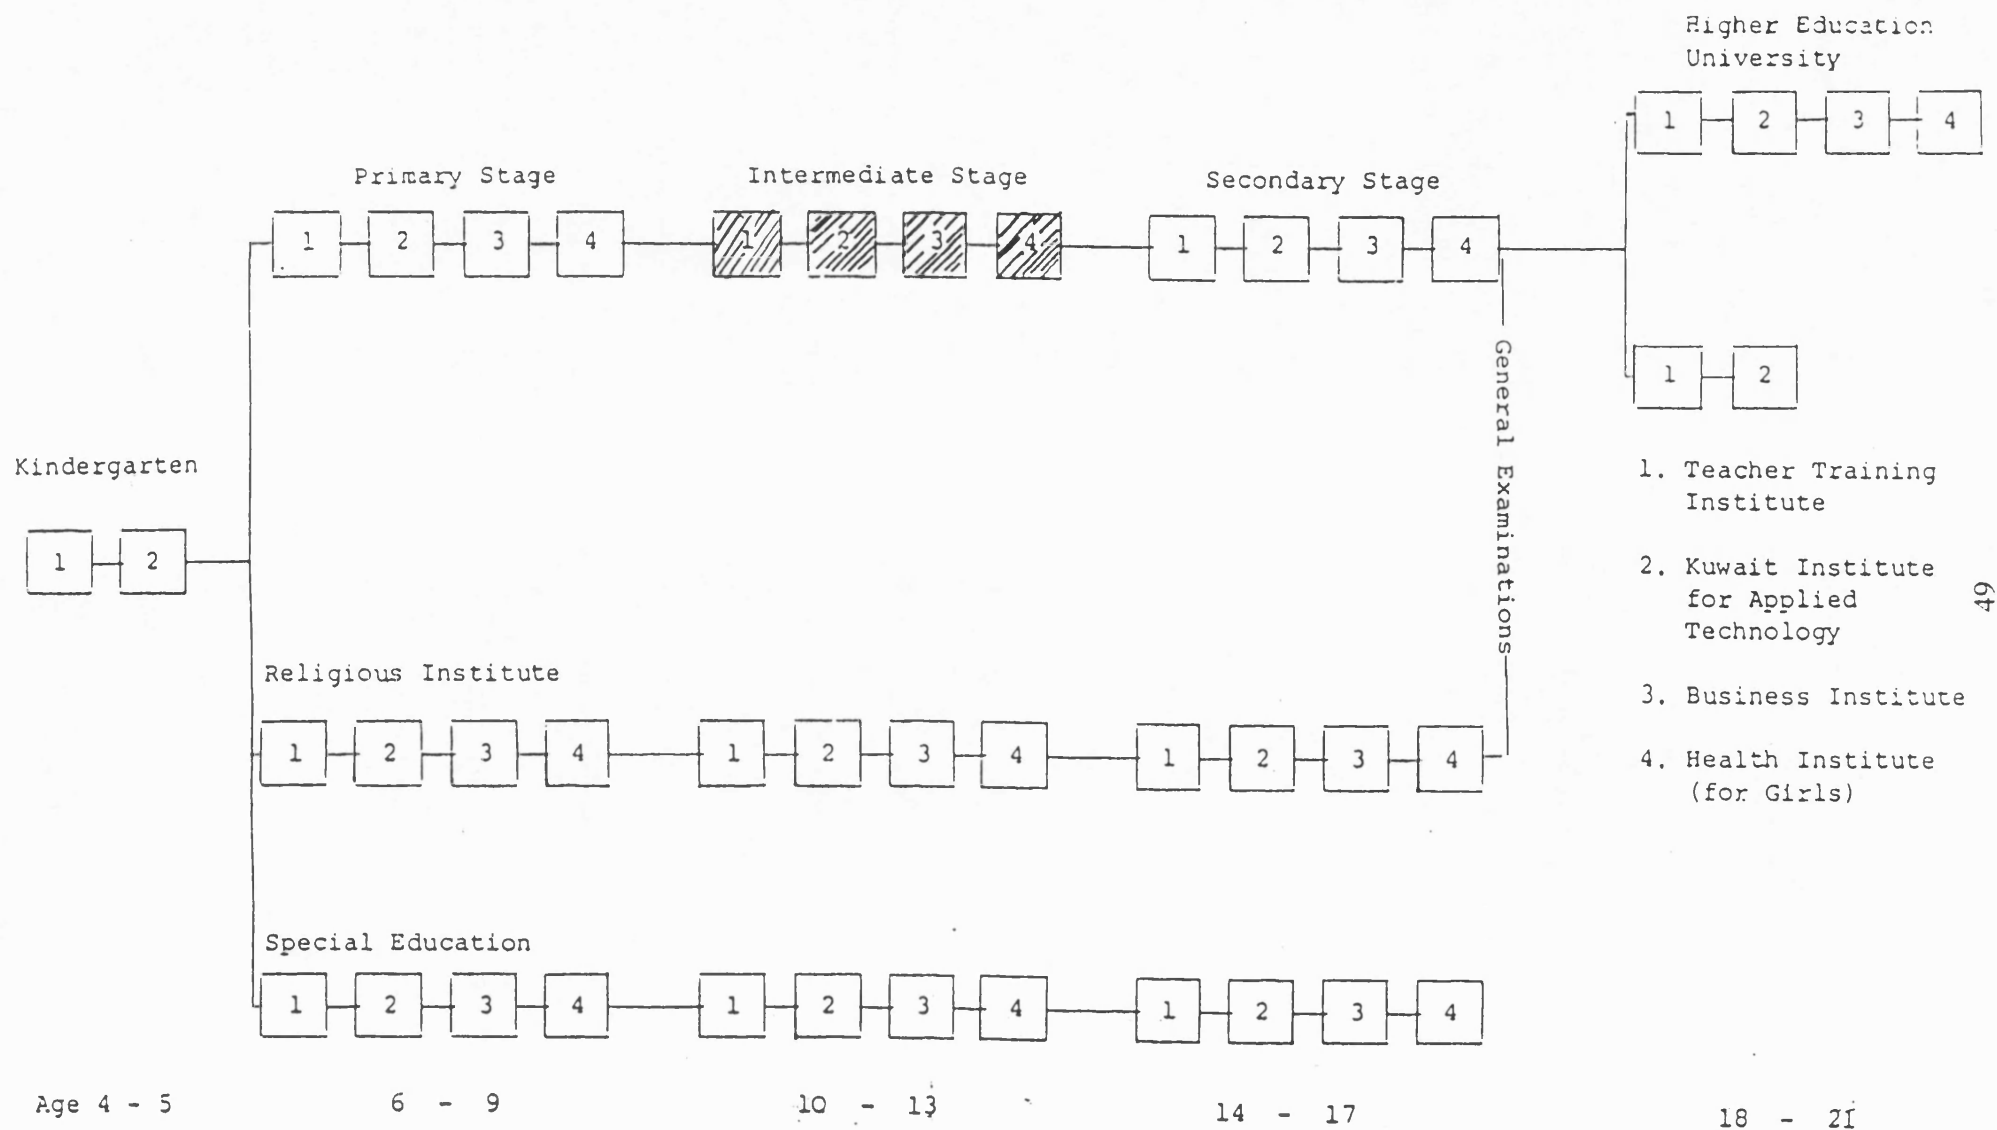 Higher Education
University
1 2 3 4
Primary Stage Intermediate Stage Secondary Stage
1 2 3 4 1 2 3 4 1 2 3 4
1 2
General Examinations
Kindergarten
1 2
1. Teacher Training
Institute
2. Kuwait Institute
for Applied
Technology
3. Business Institute
4. Health Institute
(for Girls)
49
Religious Institute
1 2 3 4 1 2 3 4 1 2 3 4
Special Education
1 2 3 4 1 2 3 4 1 2 3 4
Age 4 - 5 6 - 9 10 - 13 14 - 17 18 - 21